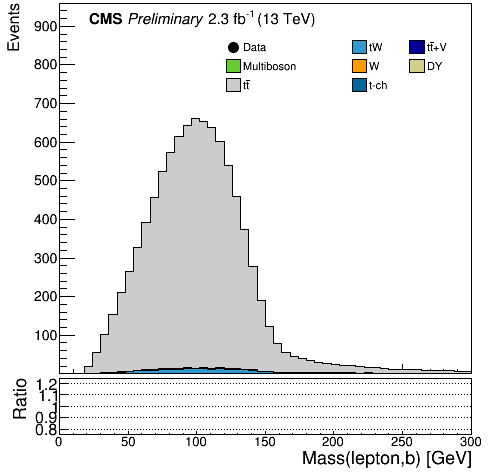 CMS Preliminary 2.3 fb⁻¹ (13 TeV)
Events
900
800
700
600
500
400
300
200
100
Data
Multiboson
tt̄
tW
W
t-ch
tt̄+V
DY
Ratio
1.2
1.1
1
0.9
0.8
0 50 100 150 200 250 300
Mass(lepton,b) [GeV]